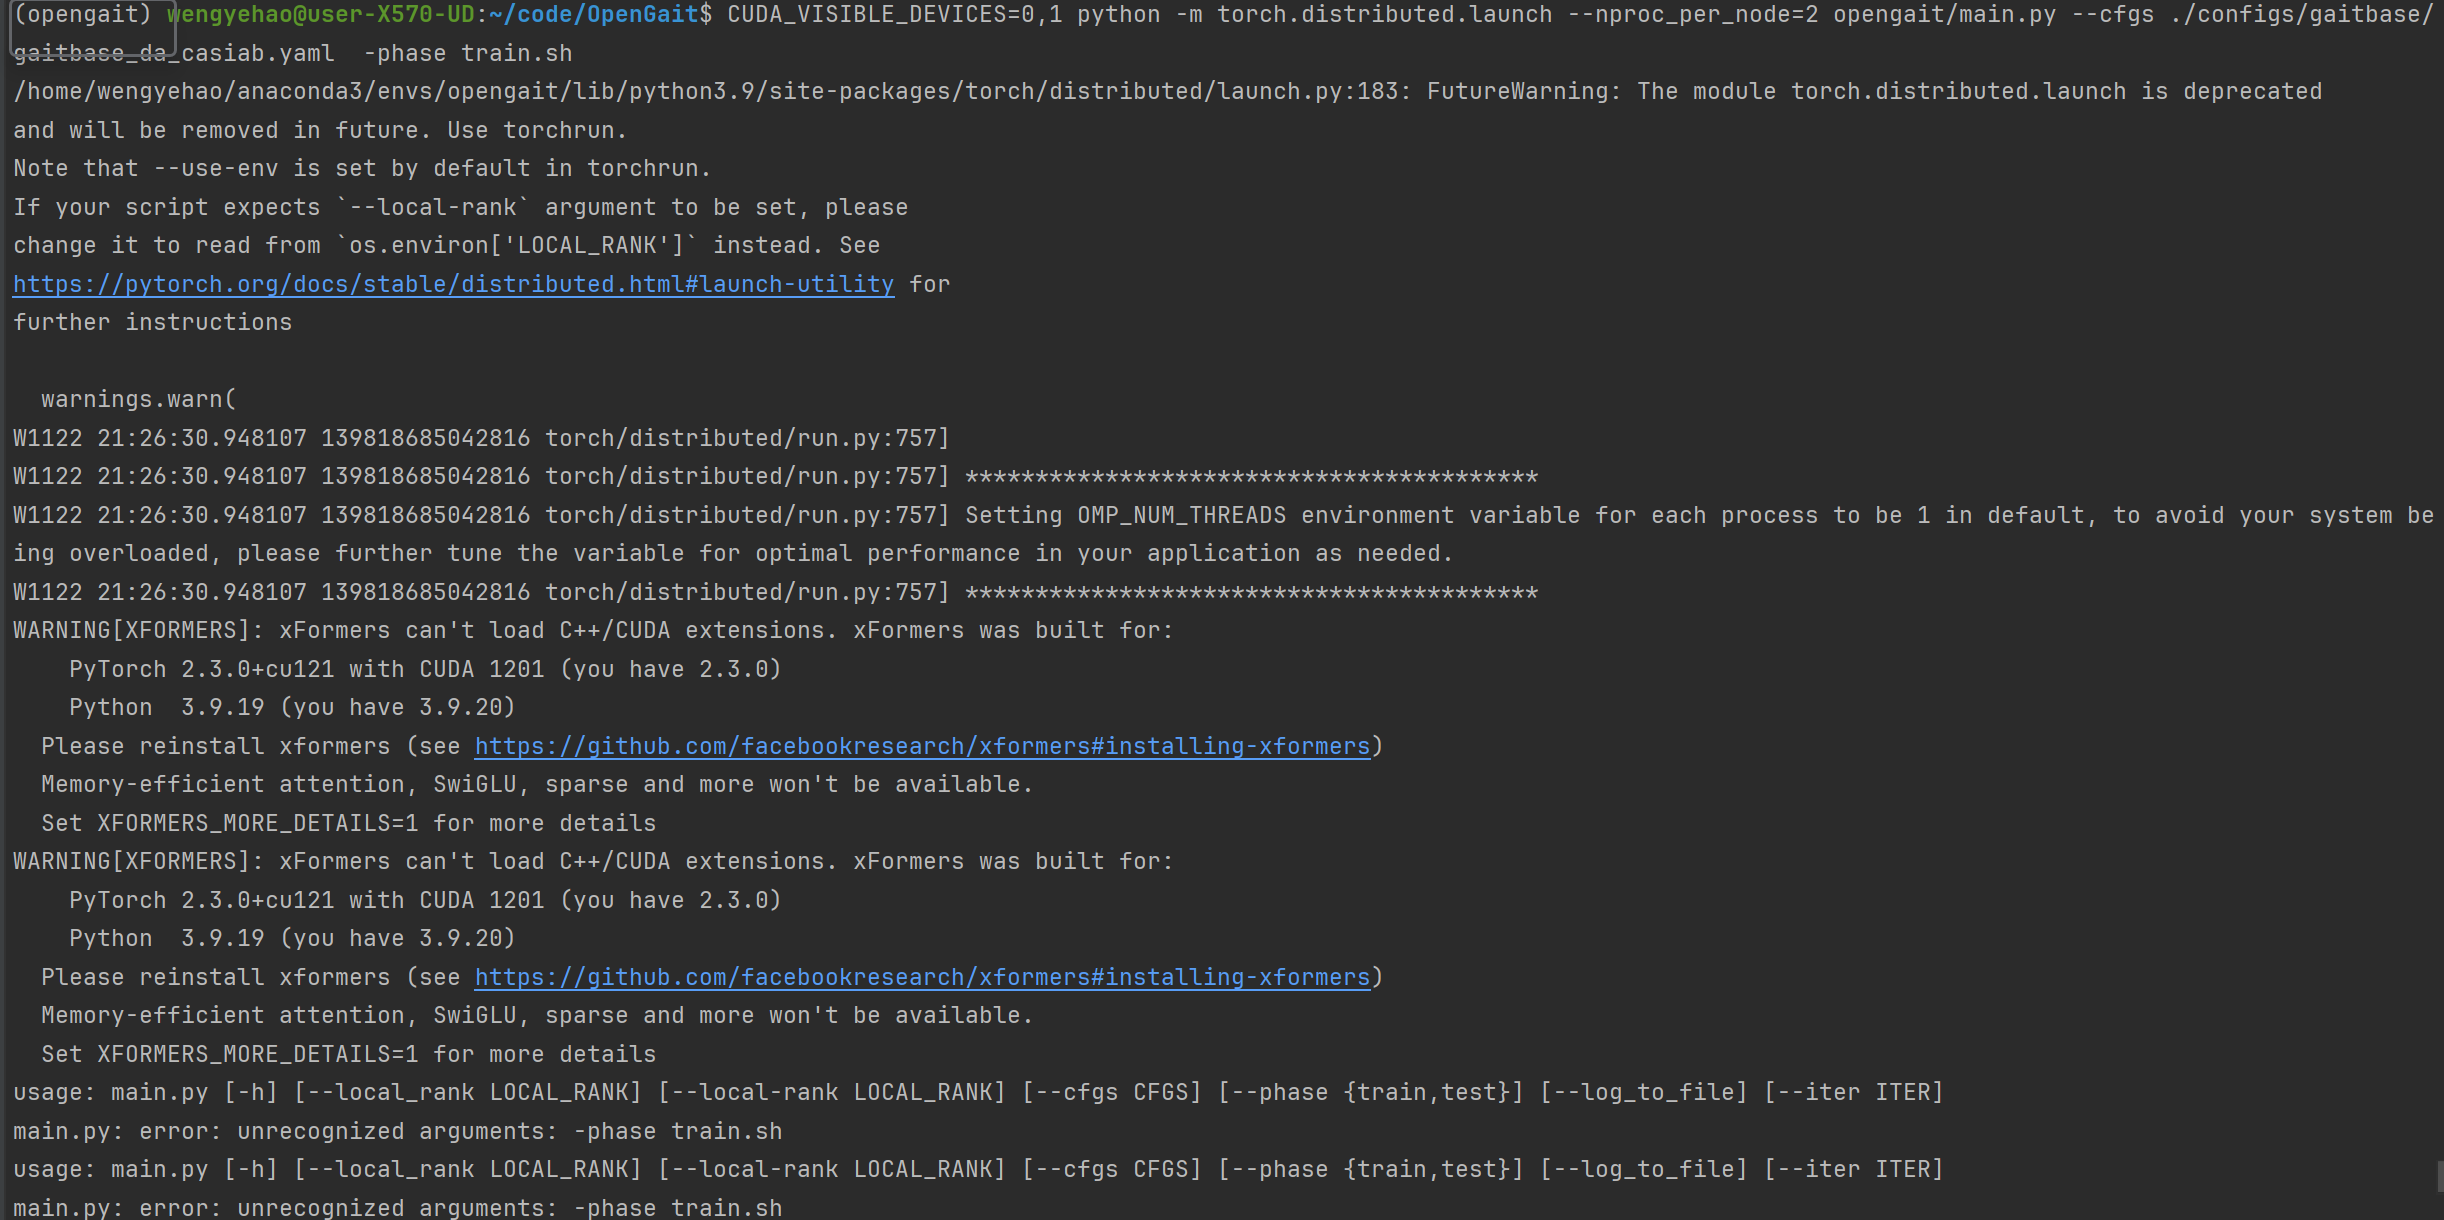 (opengait) wengyehao@user-X570-UD:~/code/OpenGait$ CUDA_VISIBLE_DEVICES=0,1 python -m torch.distributed.launch --nproc_per_node=2 opengait/main.py --cfgs ./configs/gaitbase/
gaitbase_da_casiab.yaml  -phase train.sh
/home/wengyehao/anaconda3/envs/opengait/lib/python3.9/site-packages/torch/distributed/launch.py:183: FutureWarning: The module torch.distributed.launch is deprecated
and will be removed in future. Use torchrun.
Note that --use-env is set by default in torchrun.
If your script expects `--local-rank` argument to be set, please
change it to read from `os.environ['LOCAL_RANK']` instead. See
https://pytorch.org/docs/stable/distributed.html#launch-utility for
further instructions
  warnings.warn(
W1122 21:26:30.948107 139818685042816 torch/distributed/run.py:757]
W1122 21:26:30.948107 139818685042816 torch/distributed/run.py:757] *****************************************
W1122 21:26:30.948107 139818685042816 torch/distributed/run.py:757] Setting OMP_NUM_THREADS environment variable for each process to be 1 in default, to avoid your system be
ing overloaded, please further tune the variable for optimal performance in your application as needed.
W1122 21:26:30.948107 139818685042816 torch/distributed/run.py:757] *****************************************
WARNING[XFORMERS]: xFormers can't load C++/CUDA extensions. xFormers was built for:
    PyTorch 2.3.0+cu121 with CUDA 1201 (you have 2.3.0)
    Python  3.9.19 (you have 3.9.20)
  Please reinstall xformers (see https://github.com/facebookresearch/xformers#installing-xformers)
  Memory-efficient attention, SwiGLU, sparse and more won't be available.
  Set XFORMERS_MORE_DETAILS=1 for more details
WARNING[XFORMERS]: xFormers can't load C++/CUDA extensions. xFormers was built for:
    PyTorch 2.3.0+cu121 with CUDA 1201 (you have 2.3.0)
    Python  3.9.19 (you have 3.9.20)
  Please reinstall xformers (see https://github.com/facebookresearch/xformers#installing-xformers)
  Memory-efficient attention, SwiGLU, sparse and more won't be available.
  Set XFORMERS_MORE_DETAILS=1 for more details
usage: main.py [-h] [--local_rank LOCAL_RANK] [--local-rank LOCAL_RANK] [--cfgs CFGS] [--phase {train,test}] [--log_to_file] [--iter ITER]
main.py: error: unrecognized arguments: -phase train.sh
usage: main.py [-h] [--local_rank LOCAL_RANK] [--local-rank LOCAL_RANK] [--cfgs CFGS] [--phase {train,test}] [--log_to_file] [--iter ITER]
main.py: error: unrecognized arguments: -phase train.sh